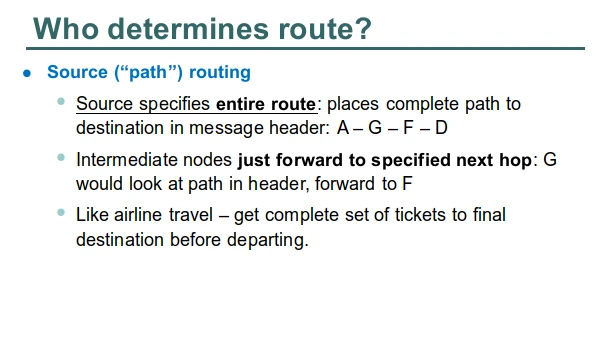 Who determines route?
● Source (“path”) routing
● Source specifies entire route: places complete path to
destination in message header: A – G – F – D
● Intermediate nodes just forward to specified next hop: G
would look at path in header, forward to F
● Like airline travel – get complete set of tickets to final
destination before departing.